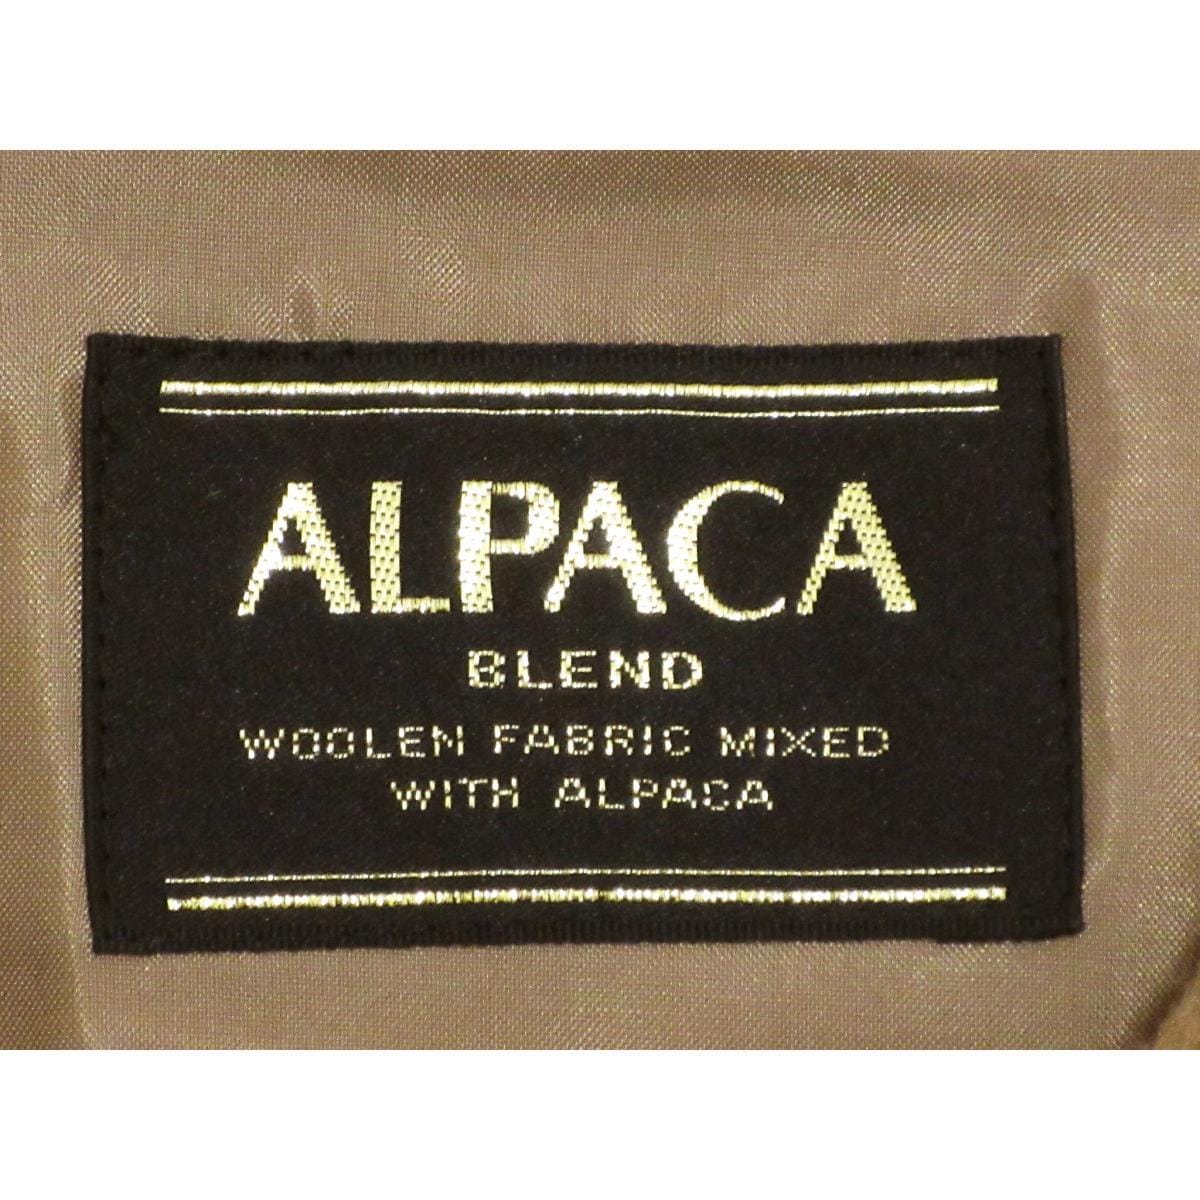 ALPACA
BLEND
WOOLEN FABRIC MIXED
WITH ALPACA